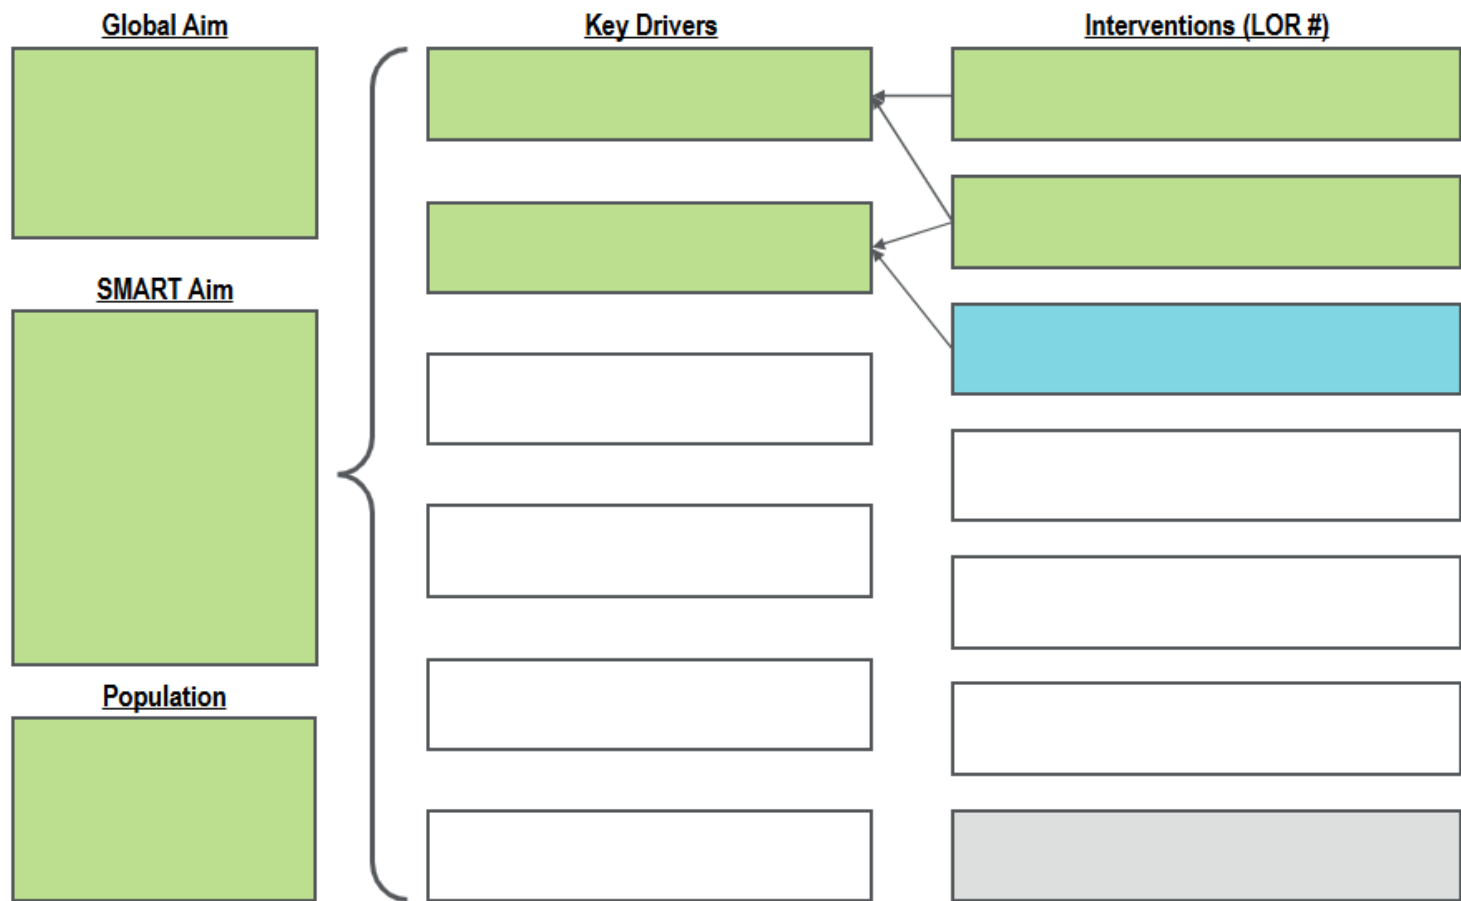 Global Aim
Key Drivers
Interventions (LOR #)
SMART Aim
Population